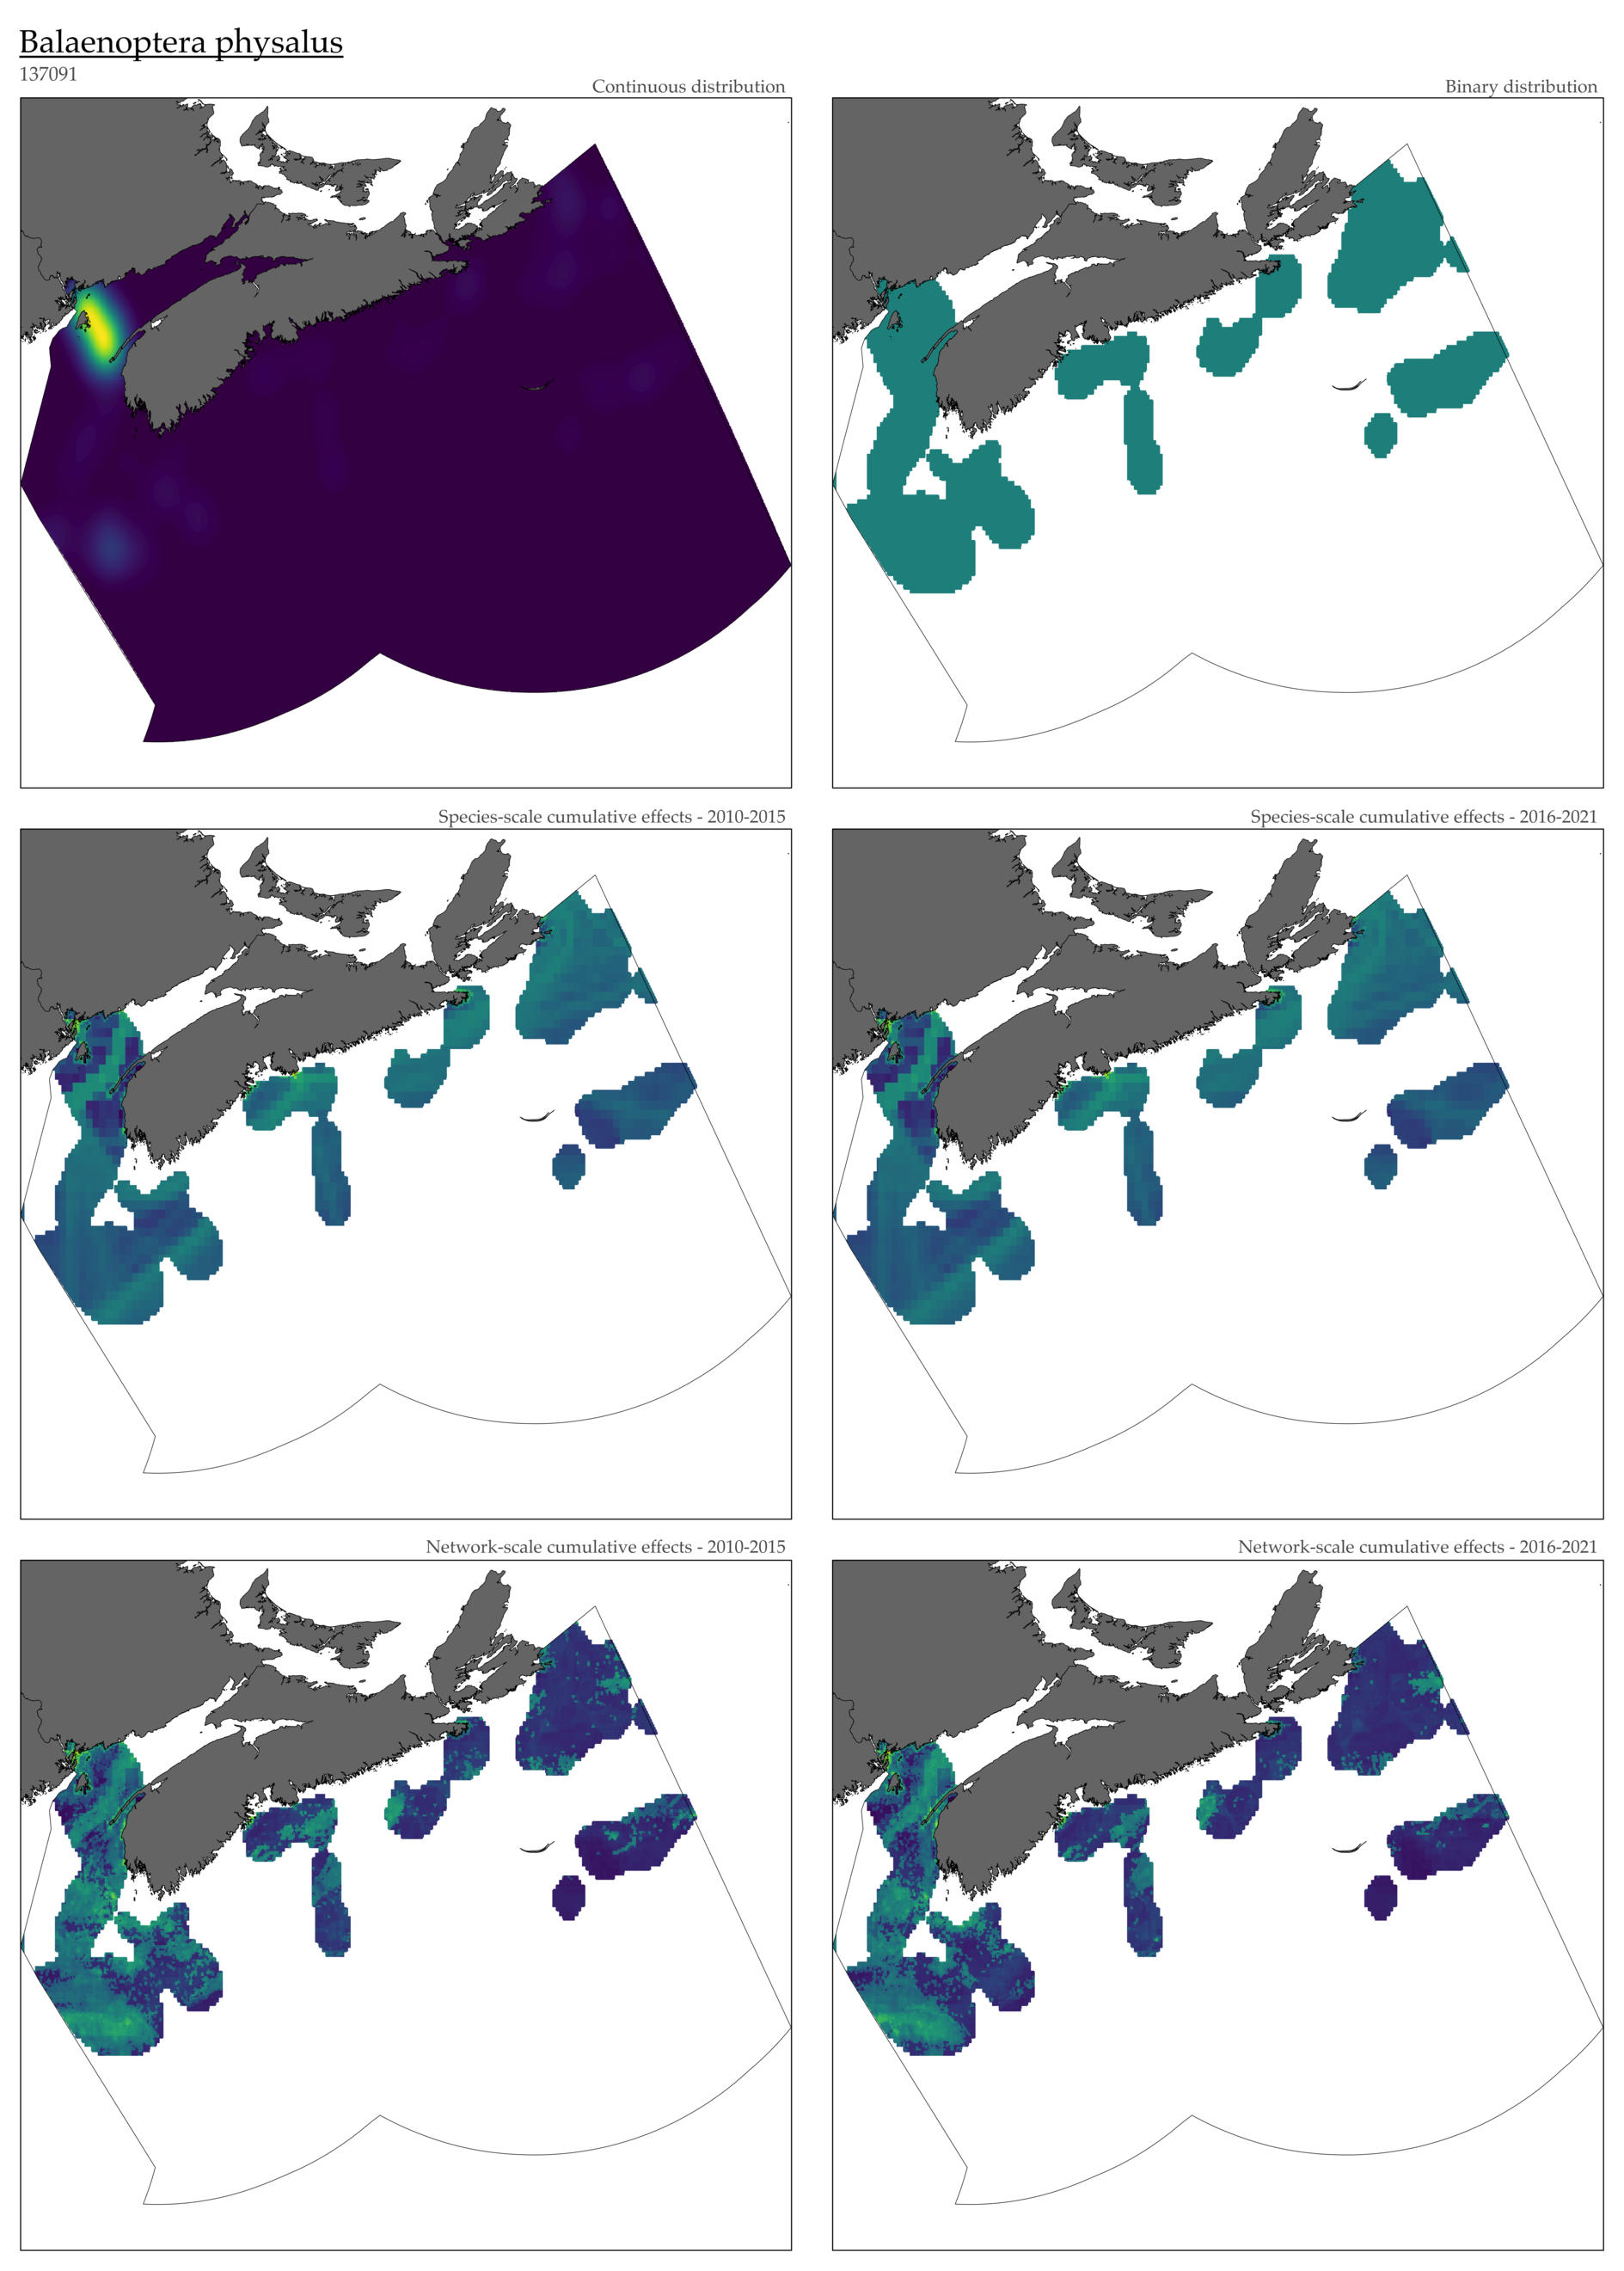 Balaenoptera physalus
137091
Continuous distribution
Binary distribution
Species-scale cumulative effects - 2010-2015
Species-scale cumulative effects - 2016-2021
Network-scale cumulative effects - 2010-2015
Network-scale cumulative effects - 2016-2021